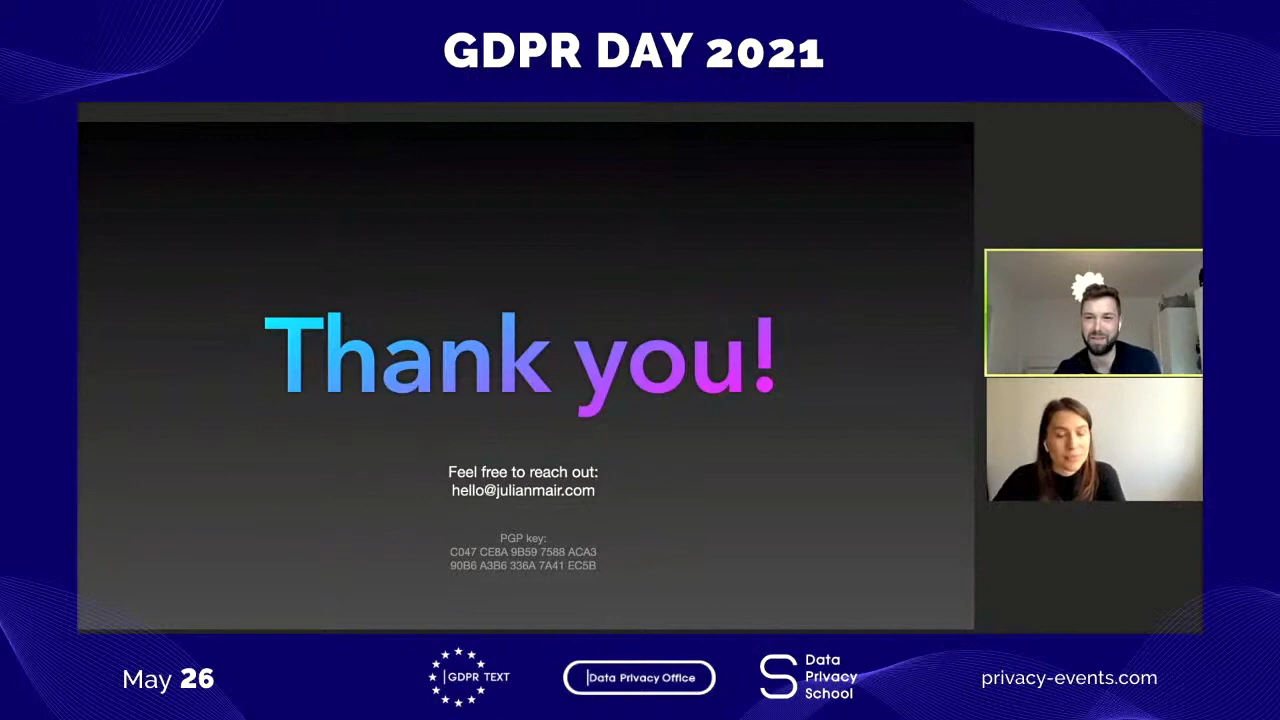 GDPR DAY 2021
Thank you!
Feel free to reach out:
hello@julianmair.com
PGP key:
C047 CE8A 9B59 7588 ACA3
90B6 A3B6 336A 7A41 EC5B
May 26
GDPR TEXT
Data Privacy Office
Data
Privacy
School
privacy-events.com